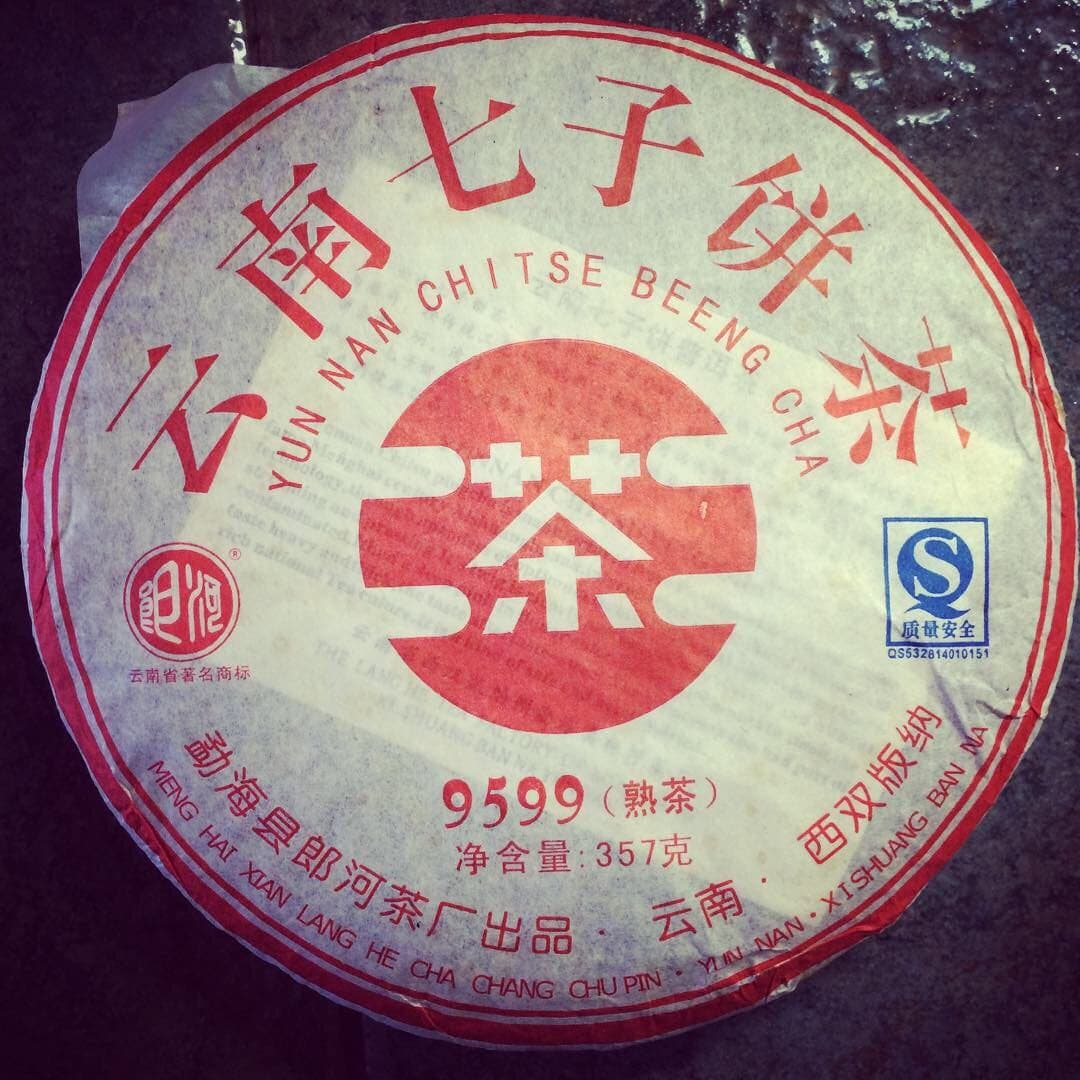 云南七子饼茶
YUN NAN CHITSE BEENG CHA
茶
郎河
®
云南省著名商标
S
质量安全
QS532814010151
9599（熟茶）
净含量:357克
勐海县郎河茶厂出品·云南·西双版纳
MENG HAI XIAN LANG HE CHA CHANG CHU PIN·YUN NAN·XI SHUANG BAN NA